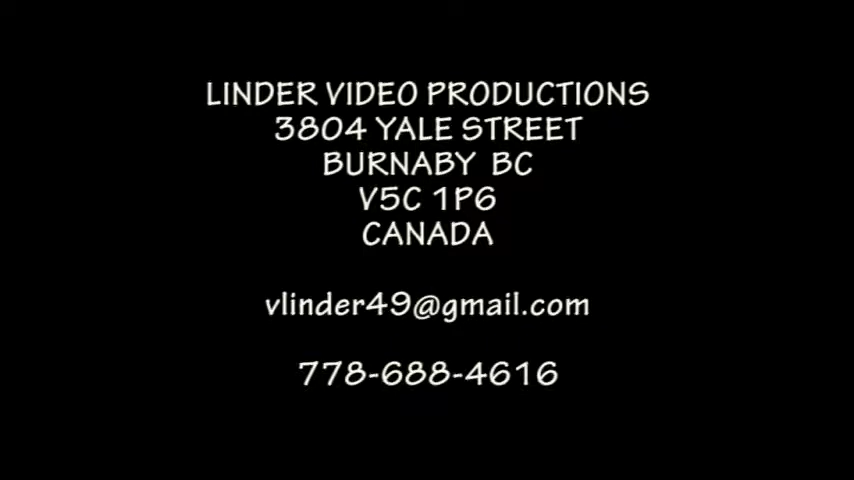 LINDER VIDEO PRODUCTIONS
3804 YALE STREET
BURNABY BC
V5C 1P6
CANADA
vlinder49@gmail.com
778-688-4616